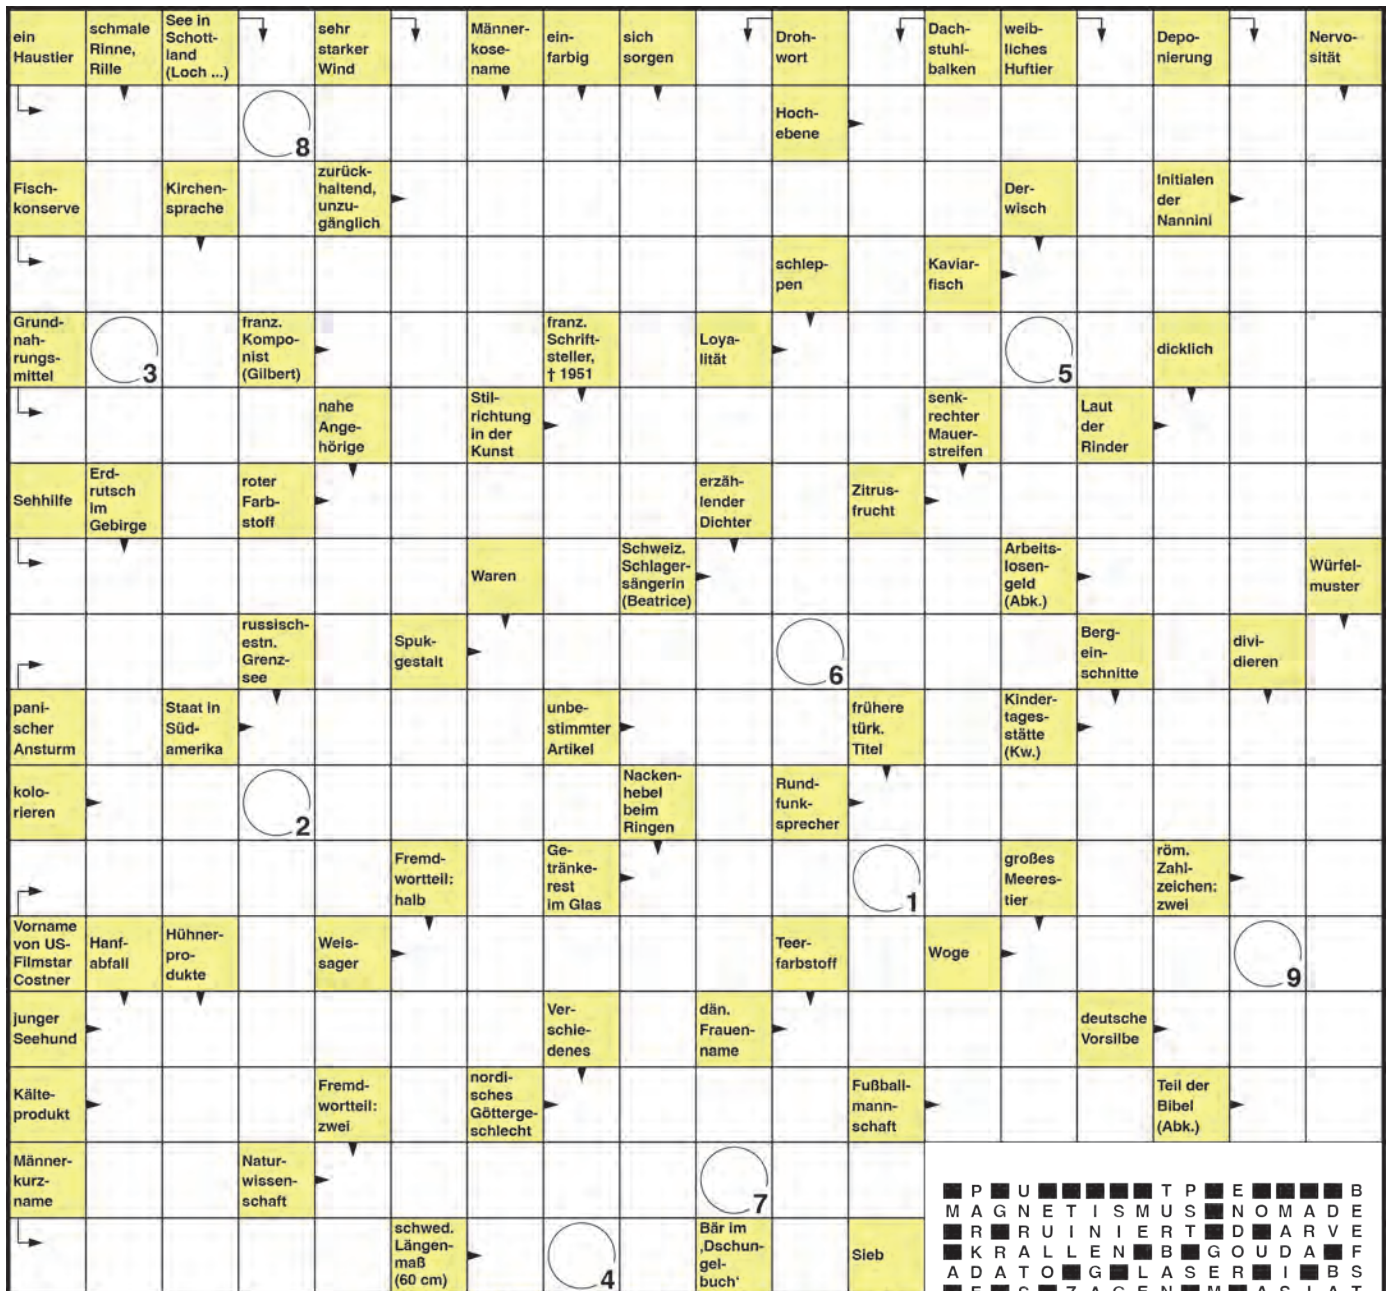 ein
Haustier
schmale
Rinne,
Rille
See in
Schott-
land
(Loch ...)
sehr
starker
Wind
Männer-
kose-
name
ein-
farbig
sich
sorgen
Droh-
wort
Dach-
stuhl-
balken
weib-
liches
Huftier
Depo-
nierung
Nervo-
sität
8
Hoch-
ebene
Fisch-
konserve
Kirchen-
sprache
zurück-
haltend,
unzu-
gänglich
Der-
wisch
Initialen
der
Nannini
schlep-
pen
Kaviar-
fisch
Grund-
nah-
rungs-
mittel
3
franz.
Kompo-
nist
(Gilbert)
franz.
Schrift-
steller,
† 1951
Loya-
lität
5
dicklich
nahe
Ange-
hörige
Stil-
richtung
in der
Kunst
senk-
rechter
Mauer-
streifen
Laut
der
Rinder
Sehhilfe
Erd-
rutsch
im
Gebirge
roter
Farb-
stoff
erzäh-
lender
Dichter
Zitrus-
frucht
Waren
Schweiz.
Schlager-
sängerin
(Beatrice)
Arbeits-
losen-
geld
(Abk.)
Würfel-
muster
russisch-
estn.
Grenz-
see
Spuk-
gestalt
6
Berg-
ein-
schnitte
divi-
dieren
pani-
scher
Ansturm
Staat in
Süd-
amerika
unbe-
stimmter
Artikel
frühere
türk.
Titel
Kinder-
tages-
stätte
(Kw.)
kolo-
rieren
2
Nacken-
hebel
beim
Ringen
Rund-
funk-
sprecher
Fremd-
wortteil:
halb
Ge-
tränke-
rest
im Glas
1
großes
Meeres-
tier
röm.
Zahl-
zeichen:
zwei
Vorname
von US-
Filmstar
Costner
Hanf-
abfall
Hühner-
pro-
dukte
Weis-
sager
Teer-
farbstoff
Woge
9
junger
Seehund
Ver-
schie-
denes
dän.
Frauen-
name
deutsche
Vorsilbe
Kälte-
produkt
Fremd-
wortteil:
zwei
nordi-
sches
Götterge-
schlecht
Fußball-
mann-
schaft
Teil der
Bibel
(Abk.)
Männer-
kurz-
name
Natur-
wissen-
schaft
7
schwed.
Längen-
maß
(60 cm)
4
Bär im
‚Dschun-
gel-
buch‘
Sieb
P U T P E B
M A G N E T I S M U S N O M A D E
R R U I N I E R T D A R V E
K R A L L E N B G O U D A F
A D A T O G L A S E R I B S